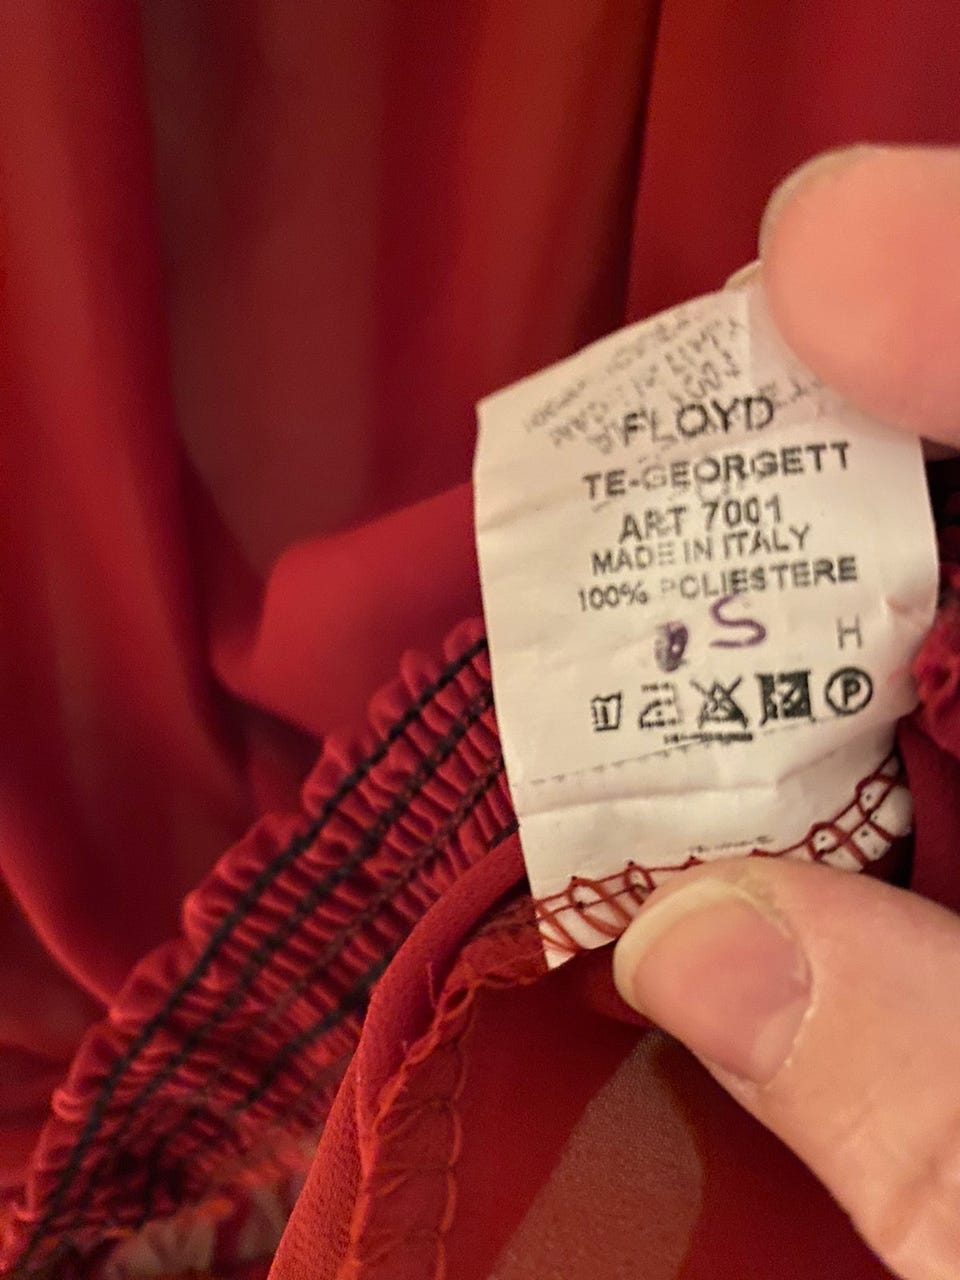 FLOYD
TE-GEORGETT
ART 7001
MADE IN ITALY
100% POLIESTERE
S
H
P